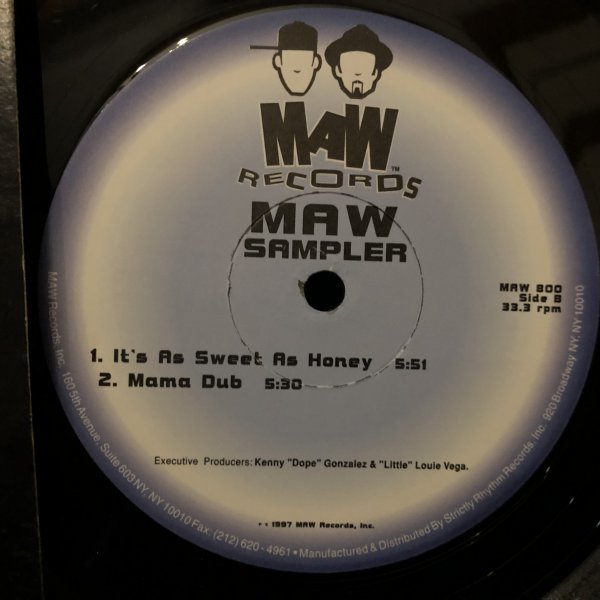 MAW™
RECORDS
MAW
SAMPLER
MAW 800
Side B
33.3 rpm
1. It's As Sweet As Honey 5:51
2. Mama Dub 5:30
Executive Producers: Kenny "Dope" Gonzalez & "Little" Louie Vega.
1997 MAW Records, Inc.
MAW Records, Inc. 160 5th Avenue, Suite 603 NY, NY 10010 Fax. (212) 620 - 4961 • Manufactured & Distributed By Strictly Rhythm Records, Inc. 920 Broadway NY, NY 10010